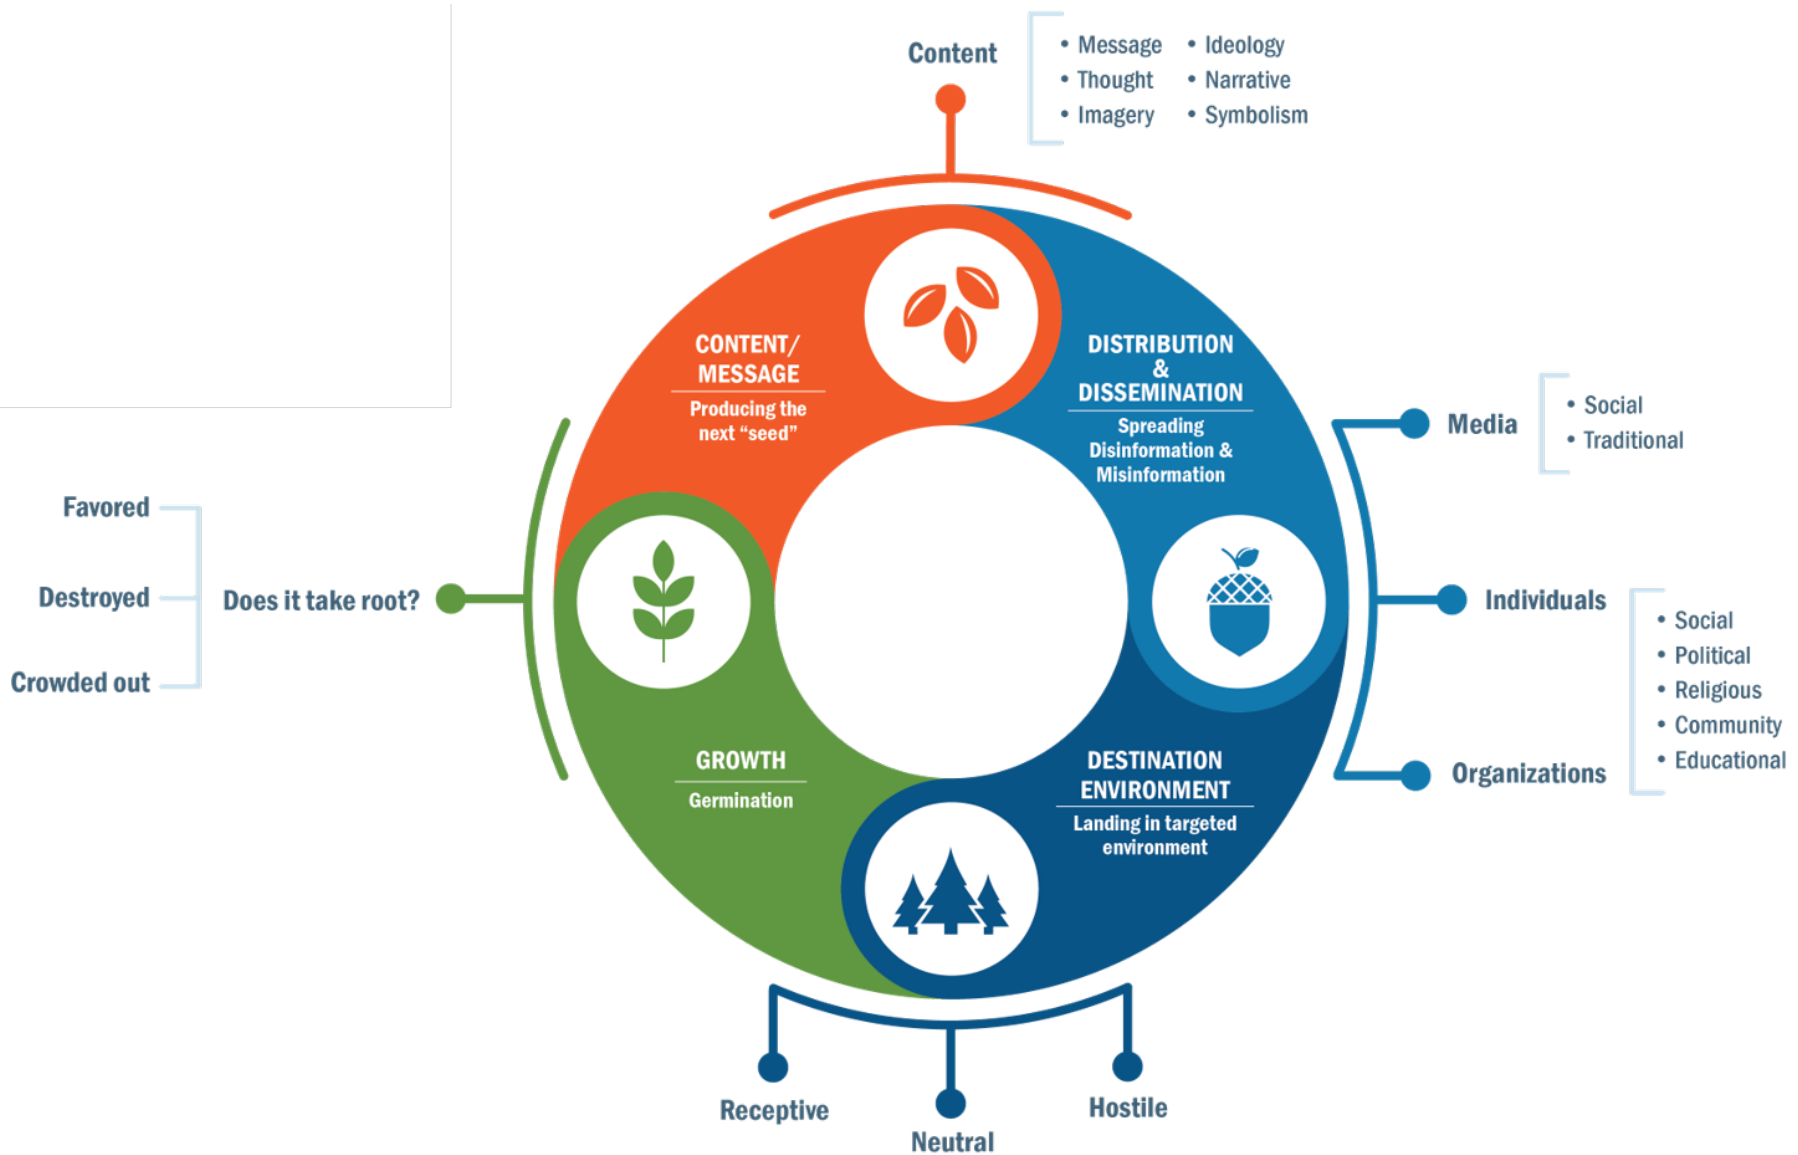 Content
• Message
• Thought
• Imagery
• Ideology
• Narrative
• Symbolism
CONTENT/
MESSAGE
Producing the
next “seed”
DISTRIBUTION
&
DISSEMINATION
Spreading
Disinformation &
Misinformation
Media
• Social
• Traditional
Individuals
Organizations
• Social
• Political
• Religious
• Community
• Educational
DESTINATION
ENVIRONMENT
Landing in targeted
environment
Receptive
Neutral
Hostile
GROWTH
Germination
Does it take root?
Favored
Destroyed
Crowded out